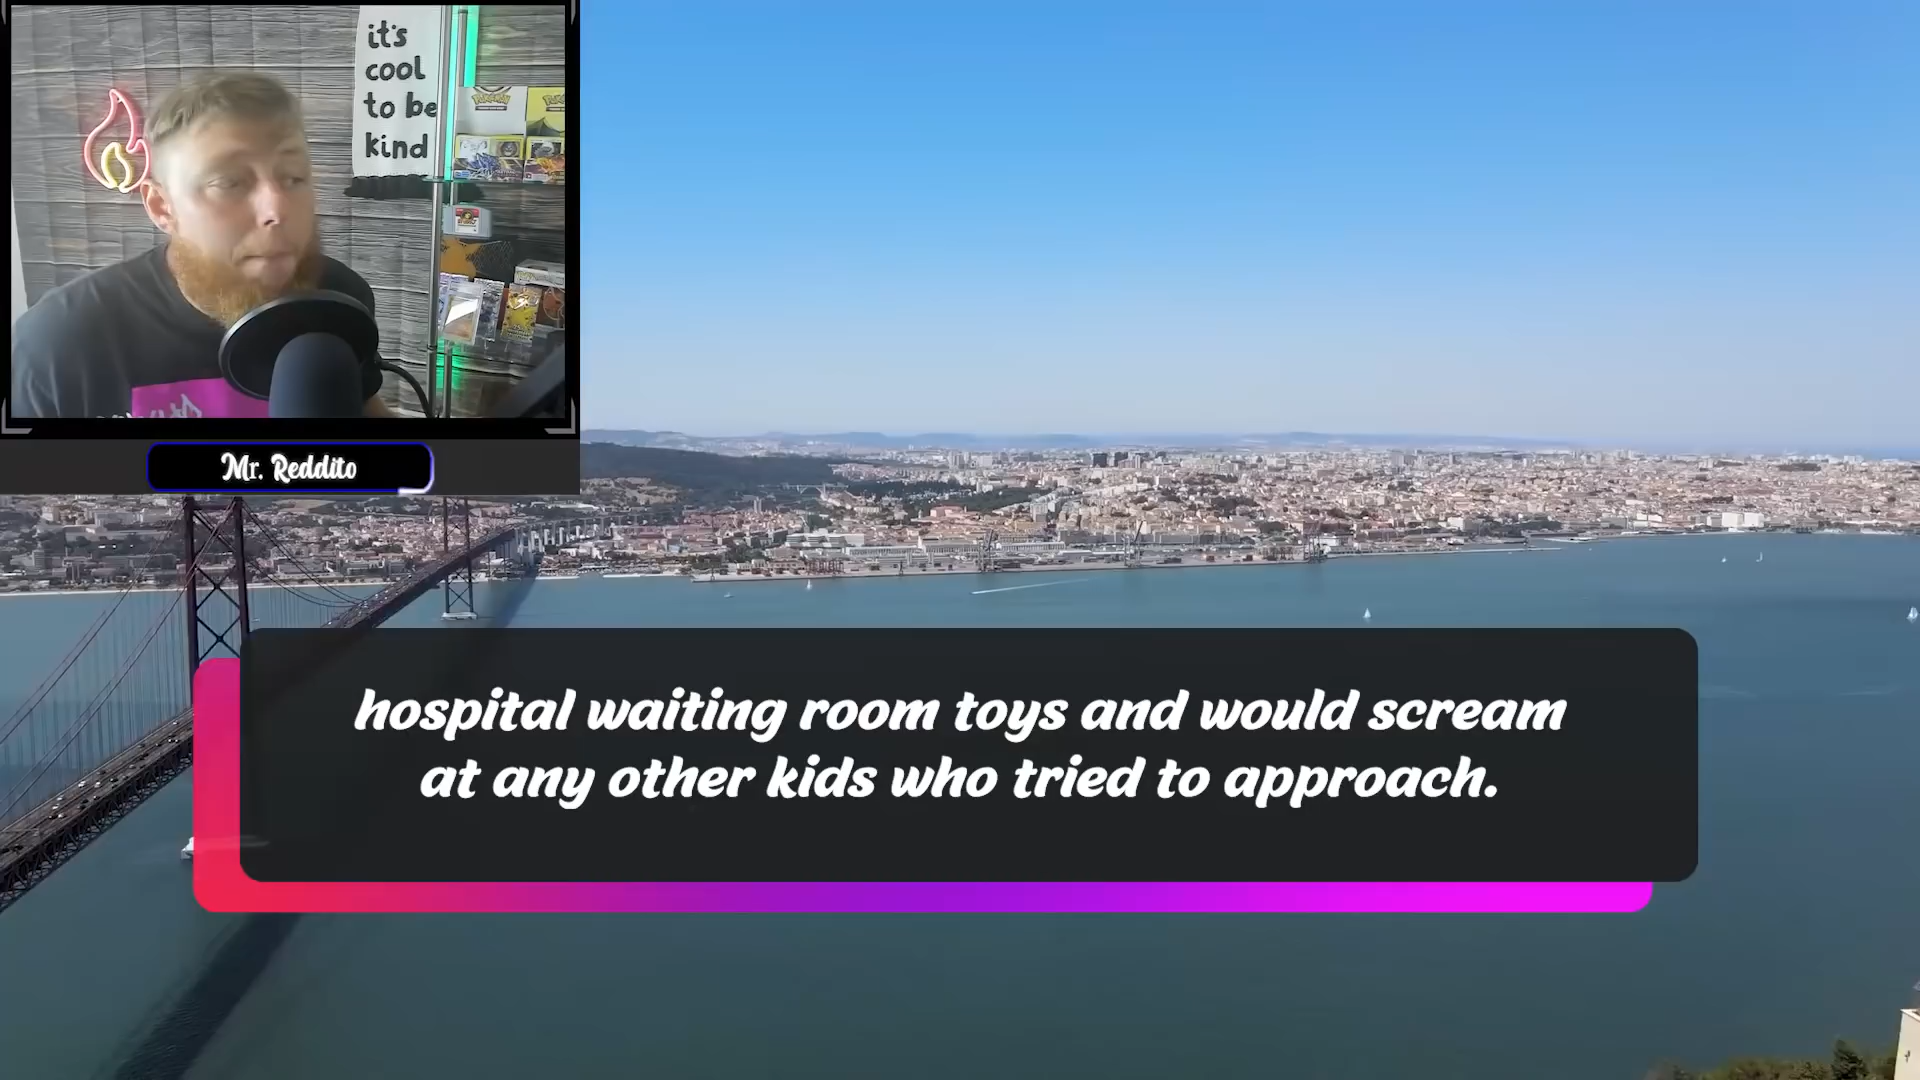 it's
cool
to be
kind
Mr. Reddito
hospital waiting room toys and would scream
at any other kids who tried to approach.